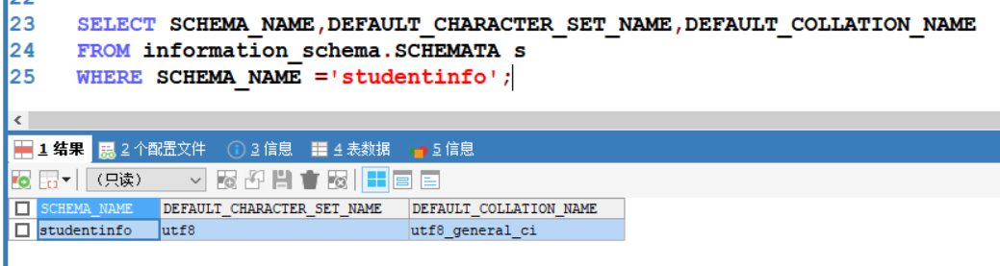 22
23 SELECT SCHEMA_NAME,DEFAULT_CHARACTER_SET_NAME,DEFAULT_COLLATION_NAME
24 FROM information_schema.SCHEMATA s
25 WHERE SCHEMA_NAME ='studentinfo';
1 结果 2 个配置文件 3 信息 4 表数据 5 信息
(只读)
SCHEMA_NAME DEFAULT_CHARACTER_SET_NAME DEFAULT_COLLATION_NAME
studentinfo utf8 utf8_general_ci